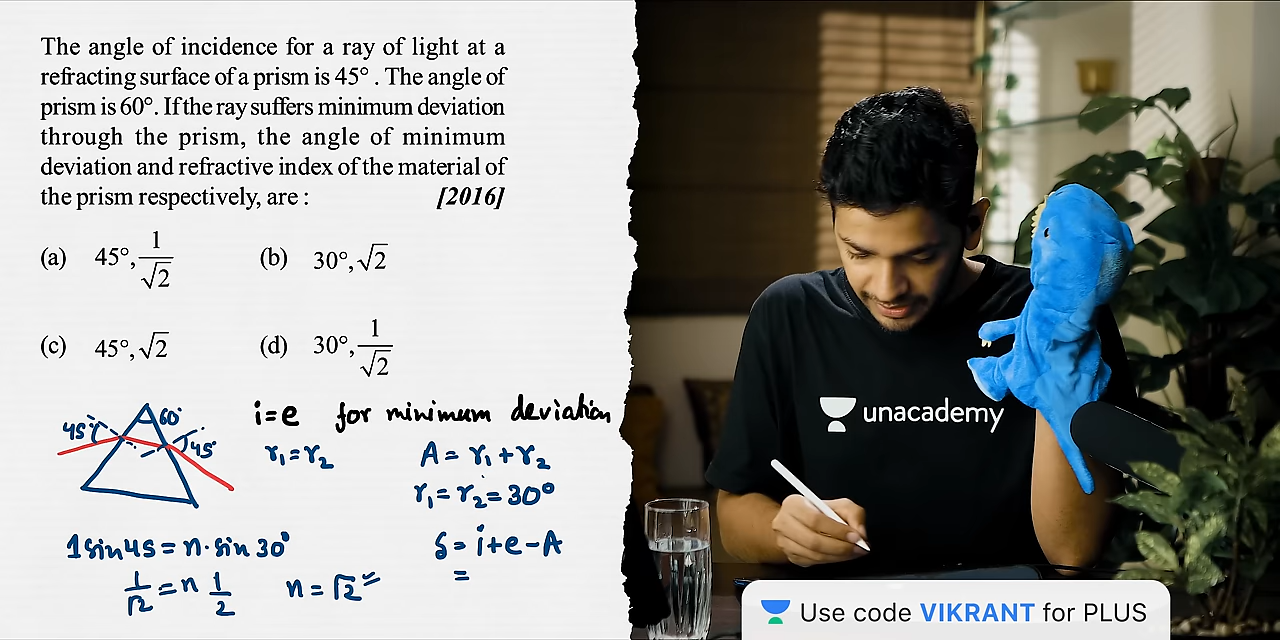 The angle of incidence for a ray of light at a
refracting surface of a prism is 45° . The angle of
prism is 60°. If the ray suffers minimum deviation
through the prism, the angle of minimum
deviation and refractive index of the material of
the prism respectively, are : [2016]
(a) 45°, 1/√2 (b) 30°, √2
(c) 45°, √2 (d) 30°, 1/√2
60°
45°
45°
i=e for minimum deviation
r₁=r₂ A = r₁ + r₂
r₁ = r₂ = 30°
1 sin 45 = n · sin 30° δ = i+e-A
1/√2 = n 1/2 n = √2 =
unacademy
Use code VIKRANT for PLUS